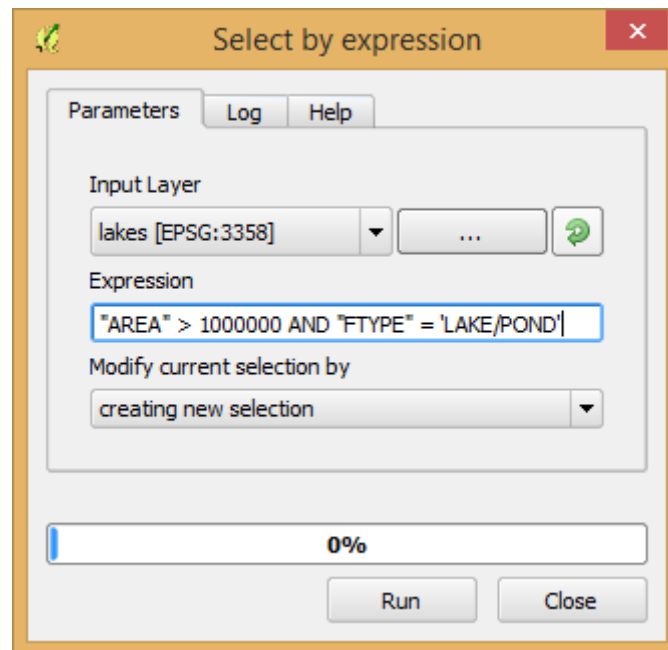 Select by expression
Parameters Log Help
Input Layer
lakes [EPSG:3358] ...
Expression
"AREA" > 1000000 AND "FTYPE" = 'LAKE/POND'
Modify current selection by
creating new selection
0%
Run Close